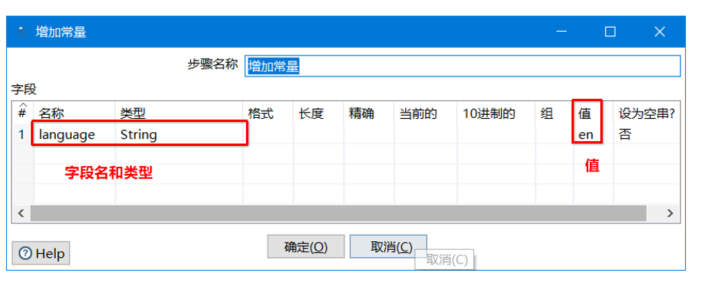 增加常量
步骤名称 增加常量
字段
# 名称 类型 格式 长度 精确 当前的 10进制的 组 值 设为空串?
1 language String en 否
字段名和类型 值
Help 确定(O) 取消(C)
取消(C)